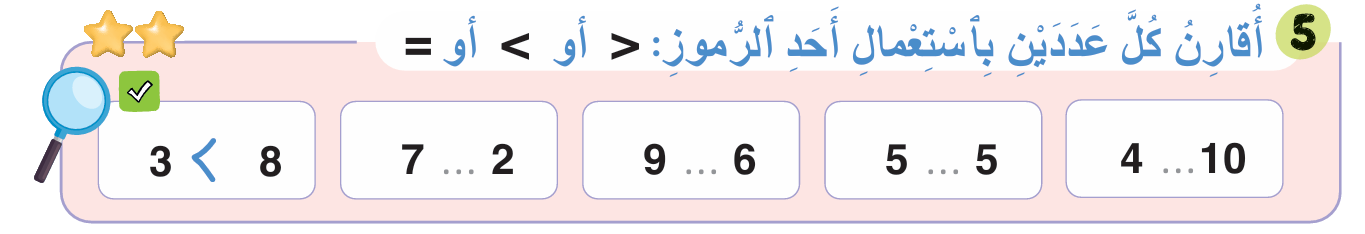 5 أُقارِنُ كُلَّ عَدَدَيْنِ بِٱسْتِعْمالِ أَحَدِ ٱلرُّموزِ: > أو < أو =
3 < 8
7 ... 2
9 ... 6
5 ... 5
4 ... 10